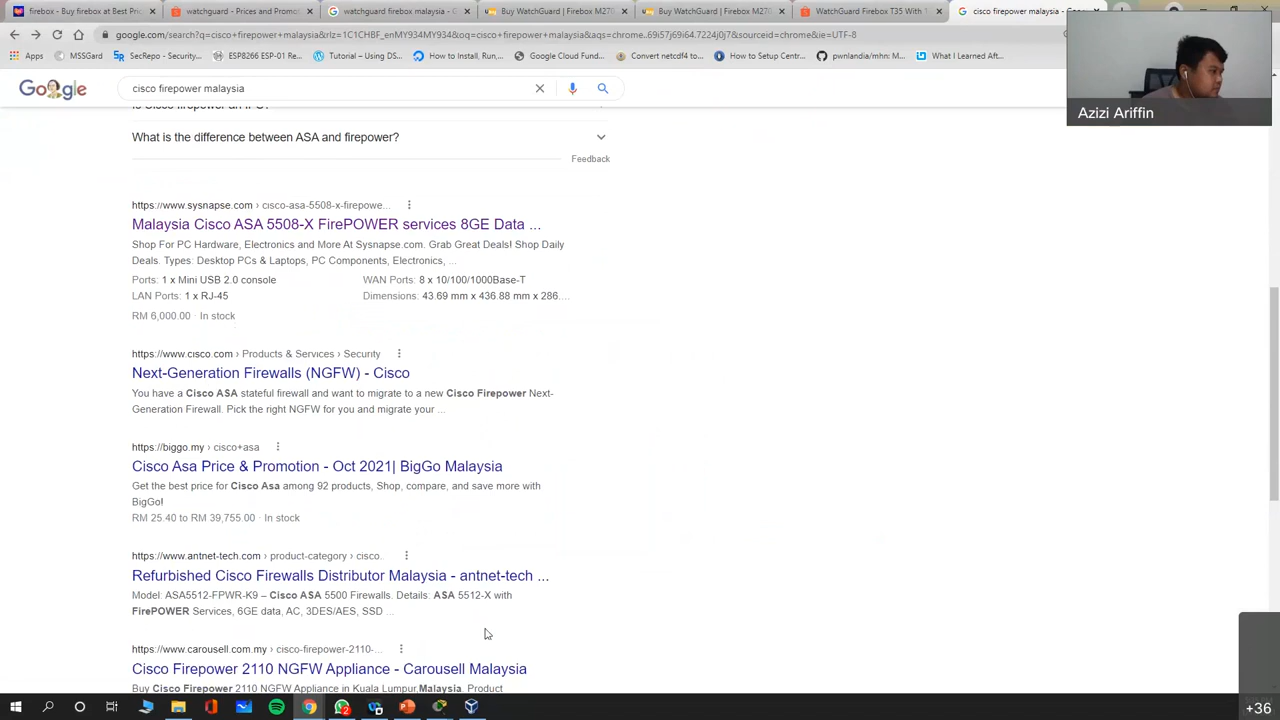 firebox - Buy firebox at Best Pri
watchguard - Prices and Promot
watchguard firebox malaysia - G
Buy WatchGuard | Firebox M270
Buy WatchGuard | Firebox M270
WatchGuard Firebox T35 With 1
cisco firepower malaysia -
google.com/search?q=cisco+firepower+malaysia&rlz=1C1CHBF_enMY934MY934&oq=cisco+firepower+malaysia&aqs=chrome..69i57j69i64.7224j0j7&sourceid=chrome&ie=UTF-8
MSSGard
SecRepo - Security...
ESP8266 ESP-01 Re...
Tutorial – Using D...
How to Run, Install...
Google Cloud Fund...
Convert netcdf4 to...
How to Setup Centr...
pwnlandia/mhn: M...
What I Learned Afte...
Azizi Ariffin
Google
cisco firepower malaysia
What is the difference between ASA and firepower?
Feedback
https://www.sysnapse.com › cisco-asa-5508-x-firepowe...
Malaysia Cisco ASA 5508-X FirePOWER services 8GE Data ...
Shop For PC Hardware, Electronics and More At Sysnapse.com. Grab Great Deals! Shop Daily
Deals. Types: Desktop PCs & Laptops, PC Components, Electronics, ...
Ports: 1 x Mini USB 2.0 console
WAN Ports: 8 x 10/100/1000Base-T
LAN Ports: 1 x RJ-45
Dimensions: 43.69 mm x 436.88 mm x 286....
RM 6,000.00 · In stock
https://www.cisco.com › Products & Services › Security
Next-Generation Firewalls (NGFW) - Cisco
You have a Cisco ASA stateful firewall and want to migrate to a new Cisco Firepower Next-
Generation Firewall. Pick the right NGFW for you and migrate your ...
https://biggo.my › cisco+asa
Cisco Asa Price & Promotion - Oct 2021| BigGo Malaysia
Get the best price for Cisco Asa among 92 products, Shop, compare, and save more with
BigGo!
RM 25.40 to RM 39,755.00 · In stock
https://www.antnet-tech.com › product-category › cisco.
Refurbished Cisco Firewalls Distributor Malaysia - antnet-tech ...
Model: ASA5512-FPWR-K9 – Cisco ASA 5500 Firewalls. Details: ASA 5512-X with
FirePOWER Services, 6GE data, AC, 3DES/AES, SSD ...
https://www.carousell.com.my › cisco-firepower-2110-...
Cisco Firepower 2110 NGFW Appliance - Carousell Malaysia
Buy Cisco Firepower 2110 NGFW Appliance in Kuala Lumpur,Malaysia. Product
2
+36